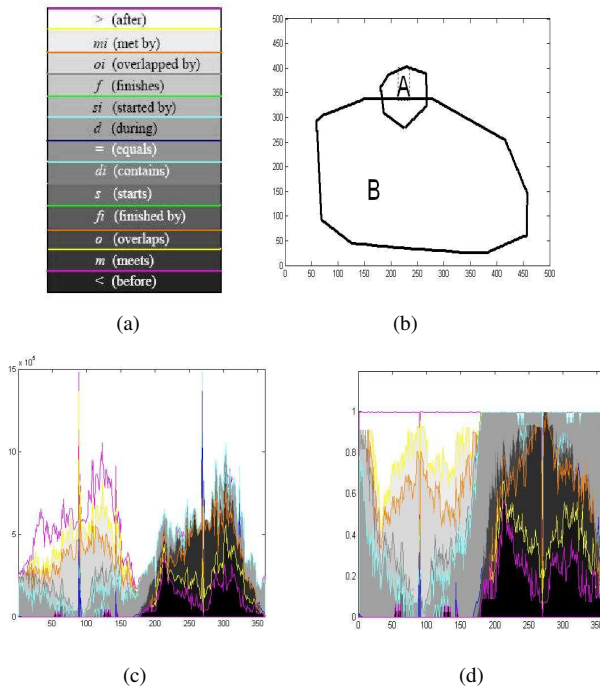 > (after)
mi (met by)
oi (overlapped by)
f (finishes)
si (started by)
d (during)
= (equals)
di (contains)
s (starts)
fi (finished by)
o (overlaps)
m (meets)
< (before)
(a)
500
450
400
350
300
250
200
150
100
50
0
A
B
0 50 100 150 200 250 300 350 400 450 500
(b)
x 10⁵
15
10
5
0
50 100 150 200 250 300 350
(c)
1
0.8
0.6
0.4
0.2
0
50 100 150 200 250 300 350
(d)